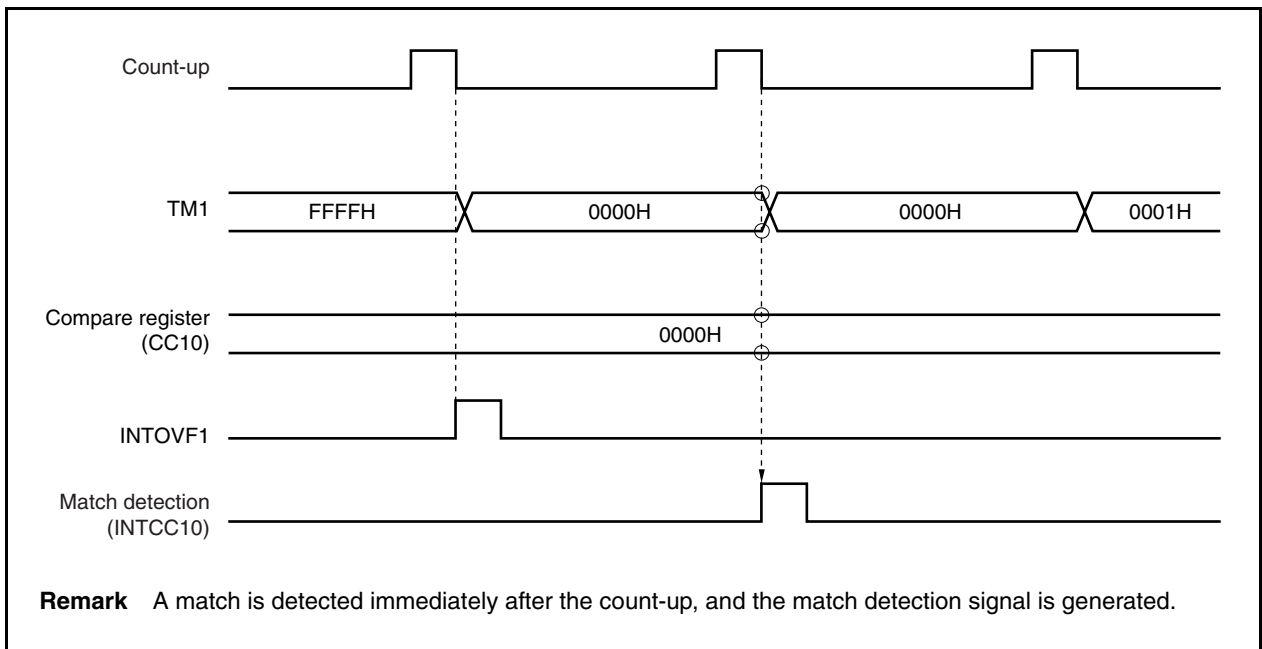 Count-up
TM1
FFFFH 0000H 0000H 0001H
Compare register
(CC10)
0000H
INTOVF1
Match detection
(INTCC10)
Remark A match is detected immediately after the count-up, and the match detection signal is generated.